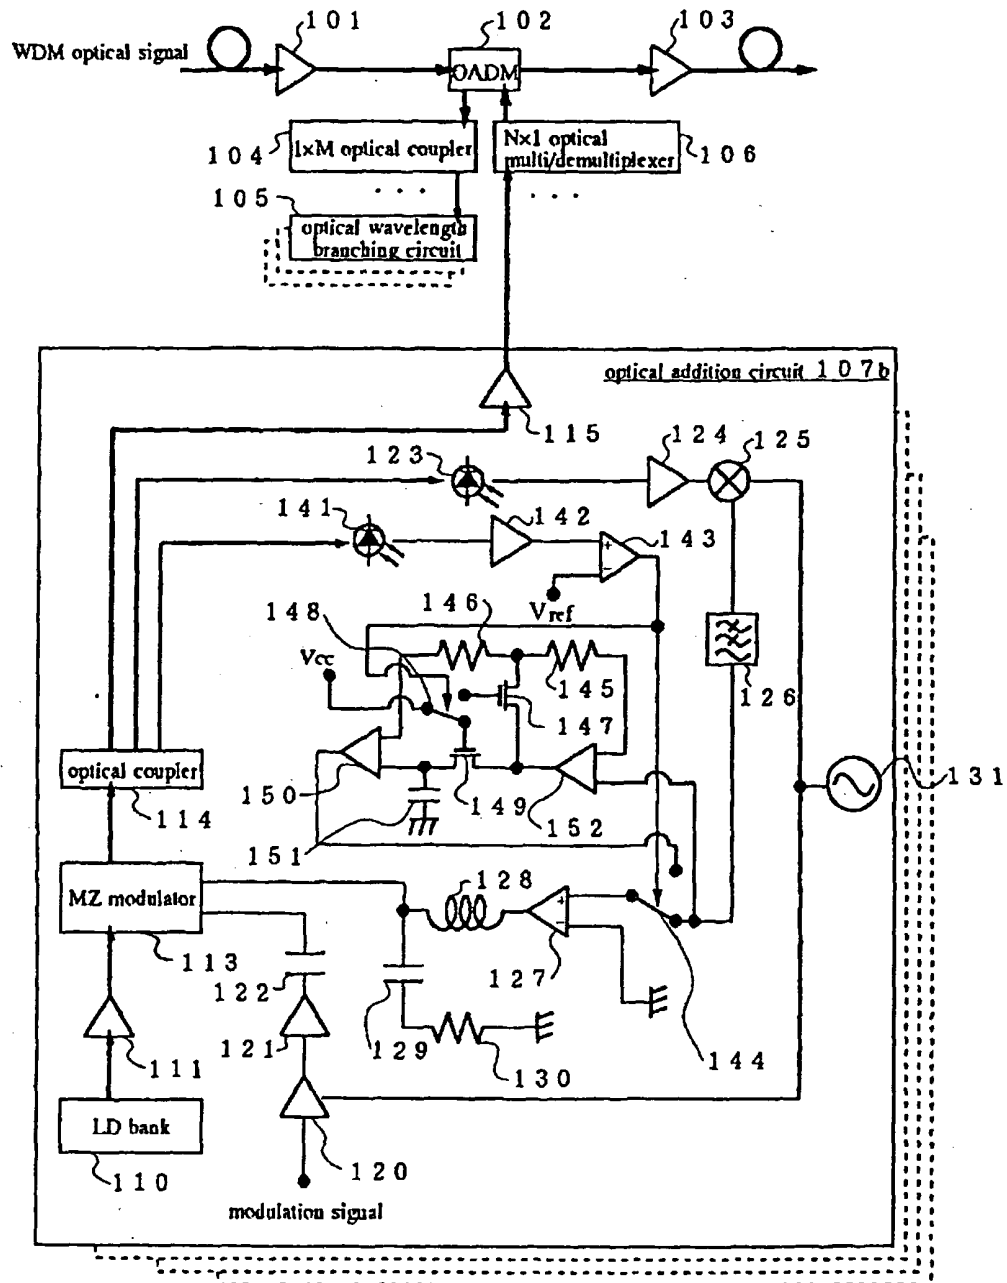 101
102
103
WDM optical signal
OADM
104
1×M optical coupler
N×1 optical
multi/demultiplexer
106
. . .
. . .
105
optical wavelength
branching circuit
optical addition circuit 107b
115
123
124
125
141
142
143
+
−
Vref
148
146
Vcc
145
147
126
150
149
152
151
131
optical coupler
114
MZ modulator
113
128
+
−
127
122
121
129
130
144
111
LD bank
110
120
modulation signal